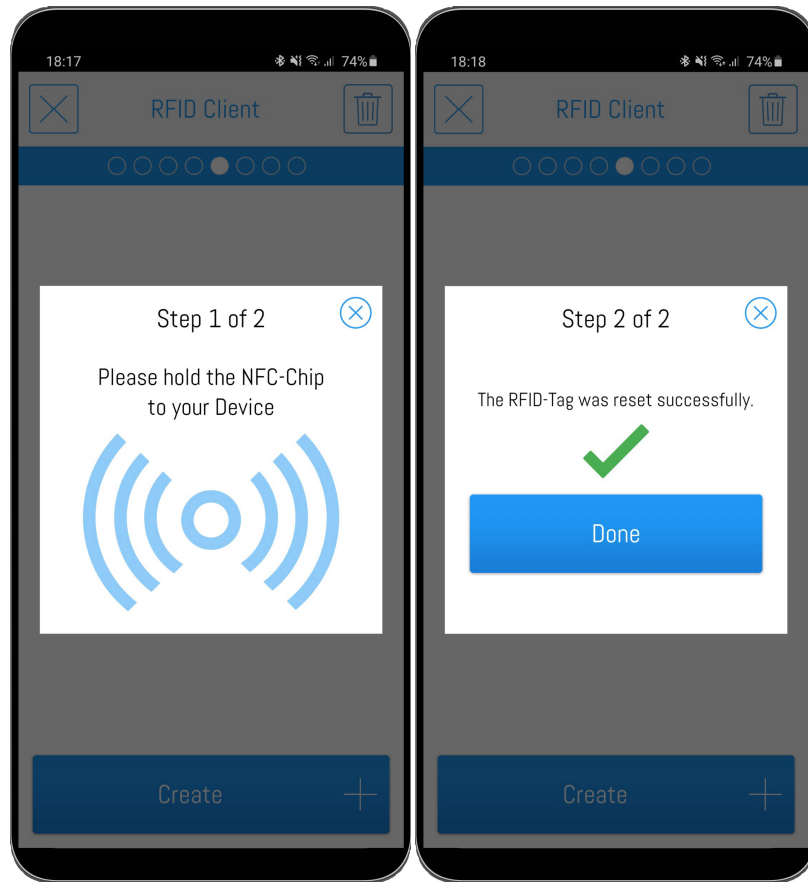 18:17
74%
RFID Client
Step 1 of 2
Please hold the NFC-Chip
to your Device
Create
18:18
74%
RFID Client
Step 2 of 2
The RFID-Tag was reset successfully.
Done
Create